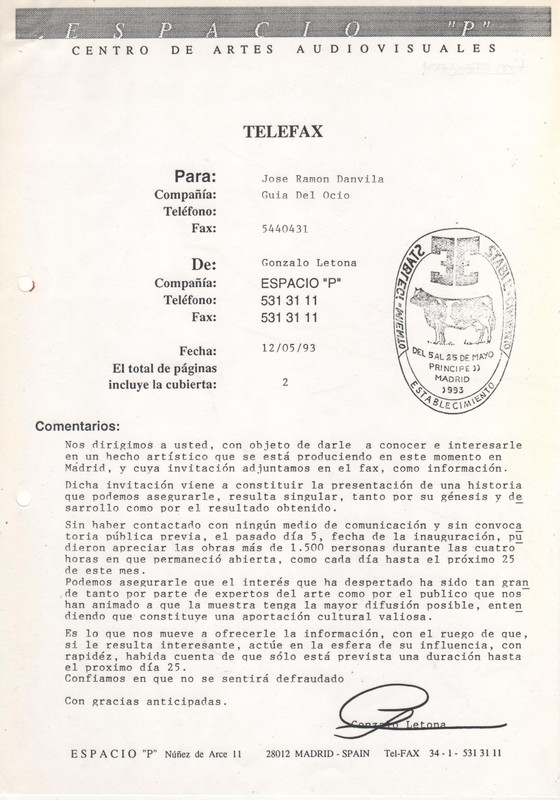 ESPACIO "P"
CENTRO DE ARTES AUDIOVISUALES
TELEFAX
Para: Jose Ramon Danvila
Compañía: Guia Del Ocio
Teléfono:
Fax: 5440431
De: Gonzalo Letona
Compañía: ESPACIO "P"
Teléfono: 531 31 11
Fax: 531 31 11
Fecha: 12/05/93
El total de páginas
incluye la cubierta: 2
STABLECI-MIENTO
DEL 5 AL 25 DE MAYO
PRINCIPE 11
MADRID
1993
ESTABLECIMIENTO
Comentarios:
Nos dirigimos a usted, con objeto de darle a conocer e interesarle
en un hecho artístico que se está produciendo en este momento en
Madrid, y cuya invitación adjuntamos en el fax, como información.
Dicha invitación viene a constituir la presentación de una historia
que podemos asegurarle, resulta singular, tanto por su génesis y de
sarrollo como por el resultado obtenido.
Sin haber contactado con ningún medio de comunicación y sin convoca
toria pública previa, el pasado día 5, fecha de la inauguración, pu
dieron apreciar las obras más de 1.500 personas durante las cuatro
horas en que permaneció abierta, como cada día hasta el próximo 25
de este mes.
Podemos asegurarle que el interés que ha despertado ha sido tan gran
de tanto por parte de expertos del arte como por el publico que nos
han animado a que la muestra tenga la mayor difusión posible, enten
diendo que constituye una aportación cultural valiosa.
Es lo que nos mueve a ofrecerle la información, con el ruego de que,
si le resulta interesante, actúe en la esfera de su influencia, con
rapidéz, habida cuenta de que sólo está prevista una duración hasta
el proximo día 25.
Confiamos en que no se sentirá defraudado
Con gracias anticipadas.
Gonzalo Letona
ESPACIO "P" Núñez de Arce 11 28012 MADRID - SPAIN Tel-FAX 34 - 1 - 531 31 11